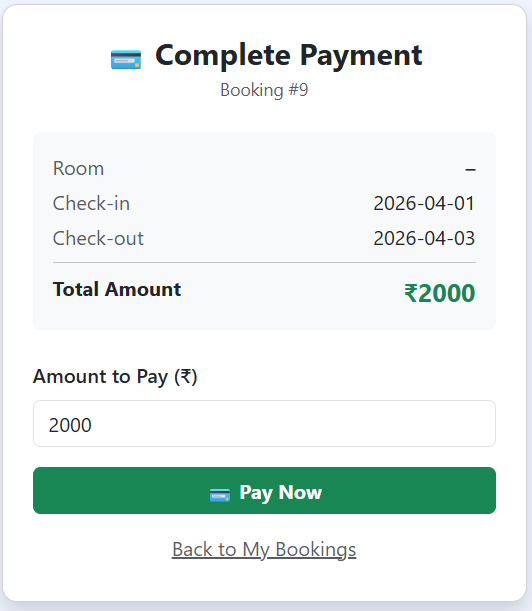 Complete Payment
Booking #9
Room –
Check-in 2026-04-01
Check-out 2026-04-03
Total Amount ₹2000
Amount to Pay (₹)
2000
Pay Now
Back to My Bookings